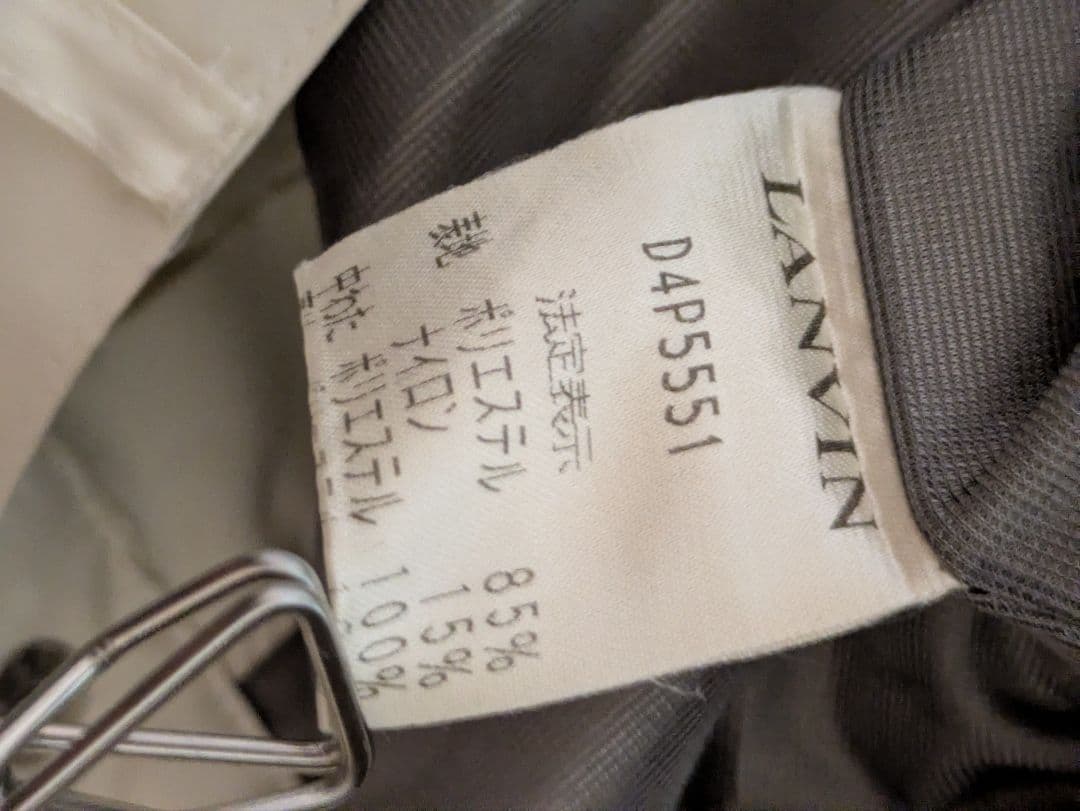 LANVIN
D4P5551
法定表示
表地 ポリエステル 85%
ナイロン 15%
中わた ポリエステル 100%